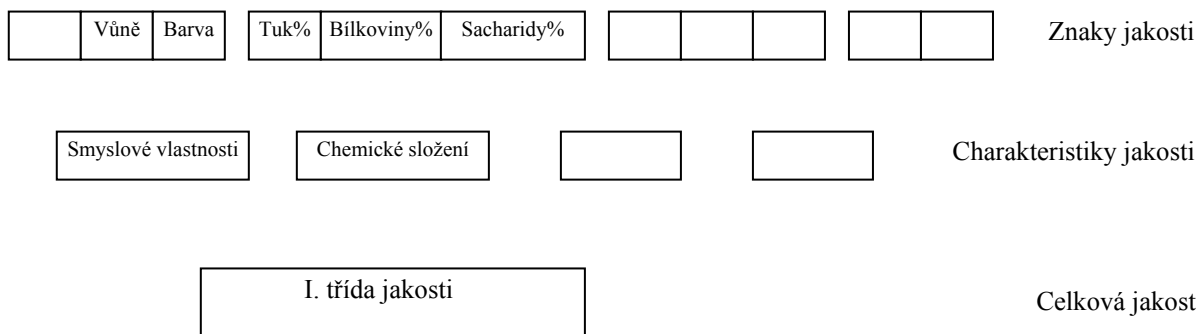 Vůně Barva Tuk% Bílkoviny% Sacharidy% Znaky jakosti
Smyslové vlastnosti Chemické složení Charakteristiky jakosti
I. třída jakosti Celková jakost